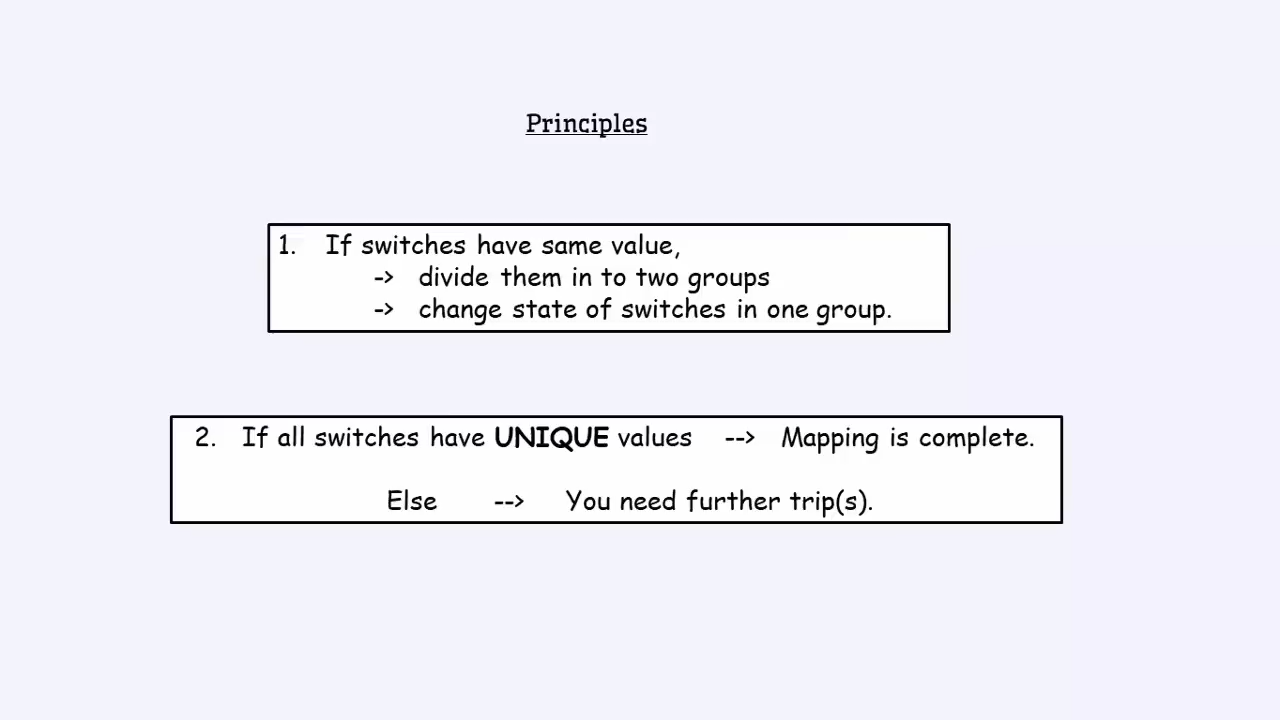 Principles
1. If switches have same value,
-> divide them in to two groups
-> change state of switches in one group.
2. If all switches have UNIQUE values --> Mapping is complete.
Else --> You need further trip(s).